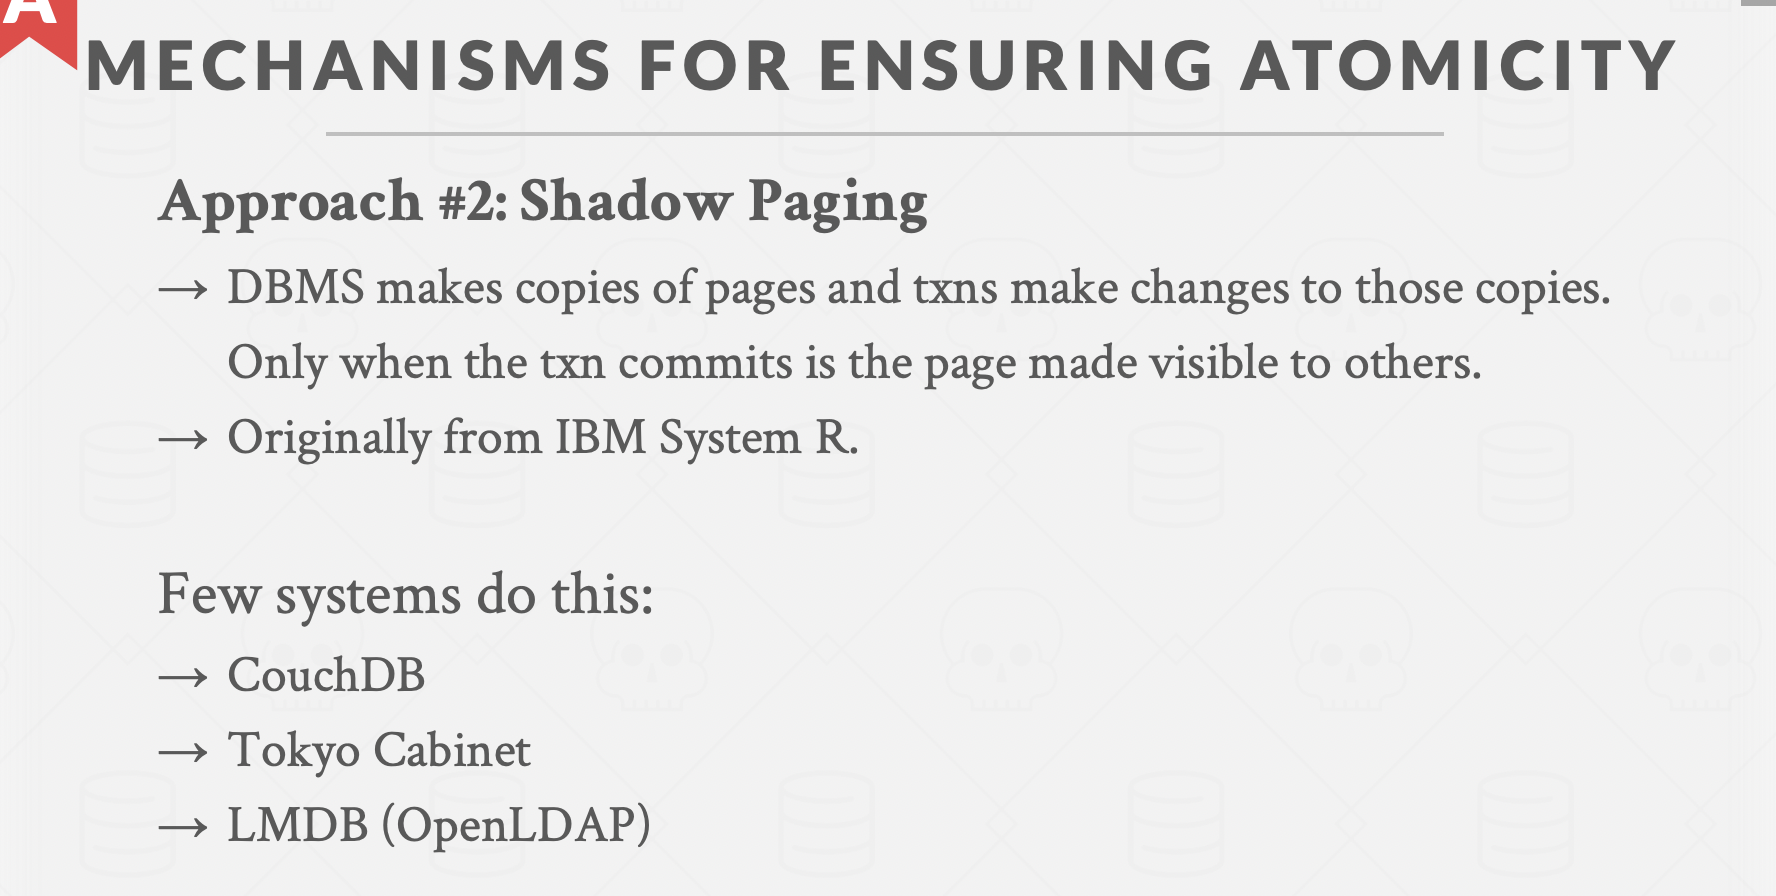 A
MECHANISMS FOR ENSURING ATOMICITY
Approach #2: Shadow Paging
→ DBMS makes copies of pages and txns make changes to those copies.
Only when the txn commits is the page made visible to others.
→ Originally from IBM System R.
Few systems do this:
→ CouchDB
→ Tokyo Cabinet
→ LMDB (OpenLDAP)